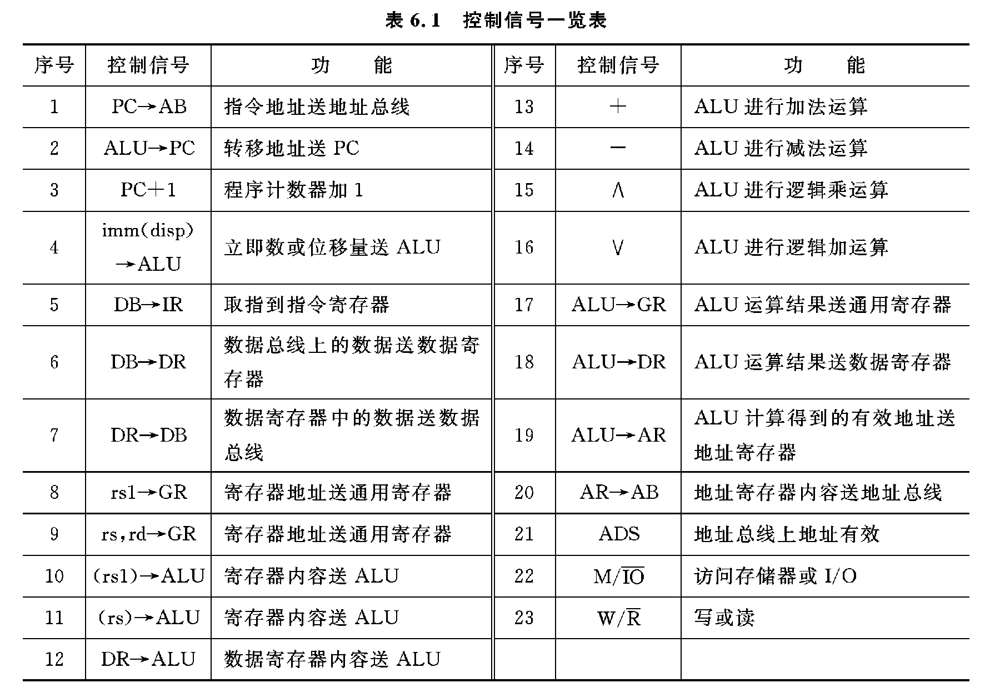 表 6.1 控制信号一览表
序号 控制信号 功 能 序号 控制信号 功 能
1 PC→AB 指令地址送地址总线 13 + ALU 进行加法运算
2 ALU→PC 转移地址送 PC 14 − ALU 进行减法运算
3 PC+1 程序计数器加 1 15 ∧ ALU 进行逻辑乘运算
4 imm(disp)
→ALU 立即数或位移量送 ALU 16 ∨ ALU 进行逻辑加运算
5 DB→IR 取指到指令寄存器 17 ALU→GR ALU 运算结果送通用寄存器
6 DB→DR 数据总线上的数据送数据寄
存器 18 ALU→DR ALU 运算结果送数据寄存器
7 DR→DB 数据寄存器中的数据送数据
总线 19 ALU→AR ALU 计算得到的有效地址送
地址寄存器
8 rs1→GR 寄存器地址送通用寄存器 20 AR→AB 地址寄存器内容送地址总线
9 rs,rd→GR 寄存器地址送通用寄存器 21 ADS 地址总线上地址有效
10 (rs1)→ALU 寄存器内容送 ALU 22 M/I̅O̅ 访问存储器或 I/O
11 (rs)→ALU 寄存器内容送 ALU 23 W/R̅ 写或读
12 DR→ALU 数据寄存器内容送 ALU